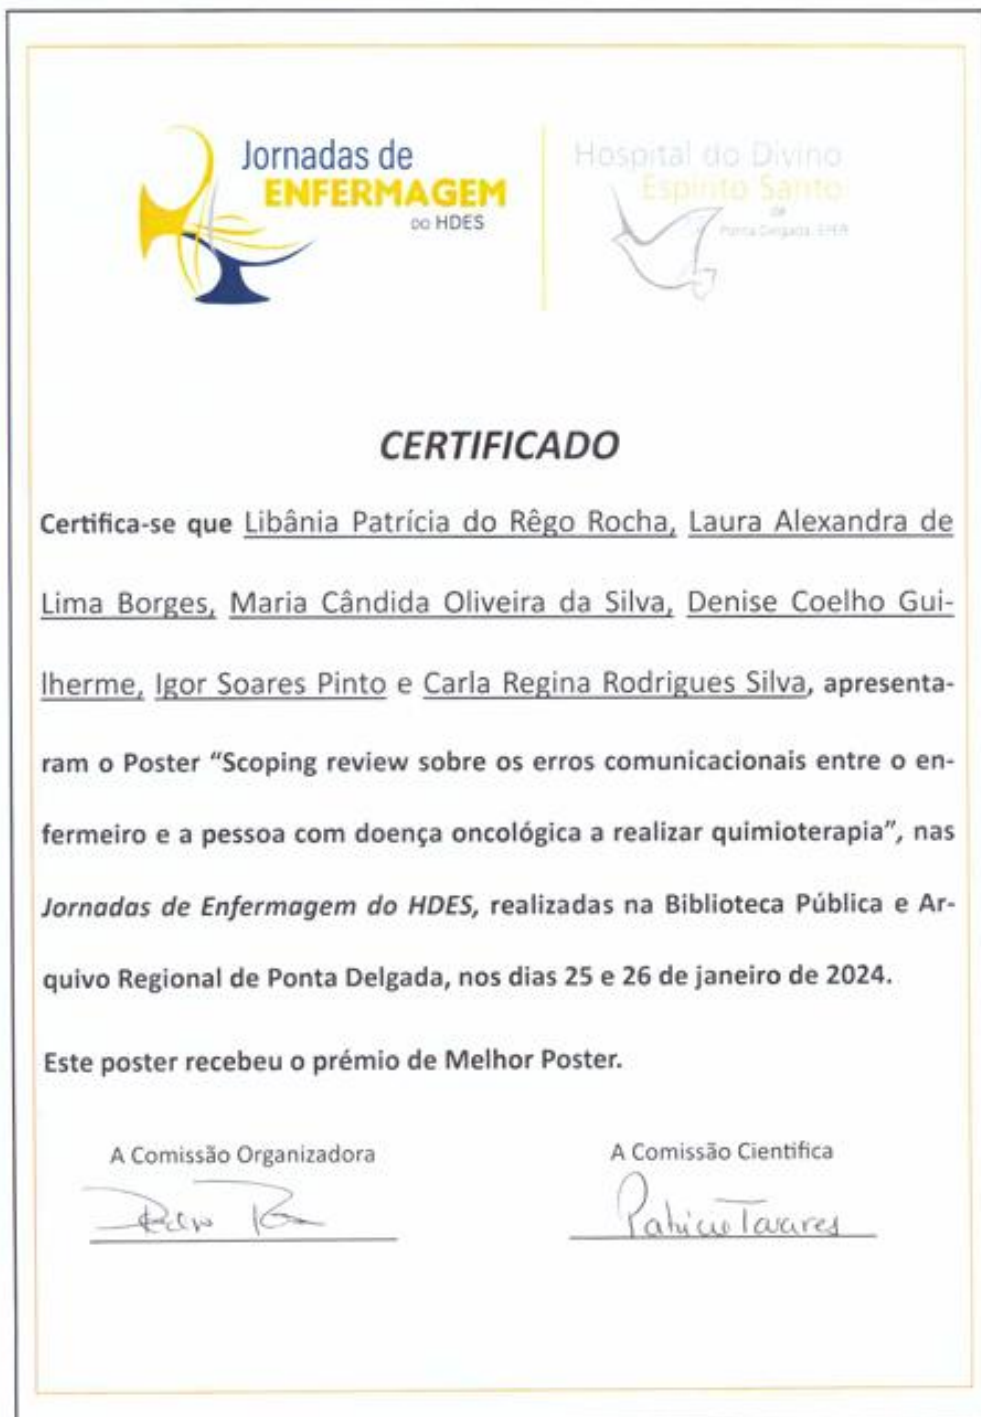 Jornadas de
ENFERMAGEM
DO HDES
Hospital do Divino
Espírito Santo
de
Ponta Delgada, EPER
CERTIFICADO
Certifica-se que Libânia Patrícia do Rêgo Rocha, Laura Alexandra de
Lima Borges, Maria Cândida Oliveira da Silva, Denise Coelho Gui-
lherme, Igor Soares Pinto e Carla Regina Rodrigues Silva, apresenta-
ram o Poster “Scoping review sobre os erros comunicacionais entre o en-
fermeiro e a pessoa com doença oncológica a realizar quimioterapia”, nas
Jornadas de Enfermagem do HDES, realizadas na Biblioteca Pública e Ar-
quivo Regional de Ponta Delgada, nos dias 25 e 26 de janeiro de 2024.
Este poster recebeu o prémio de Melhor Poster.
A Comissão Organizadora
A Comissão Cientifica
Tavares